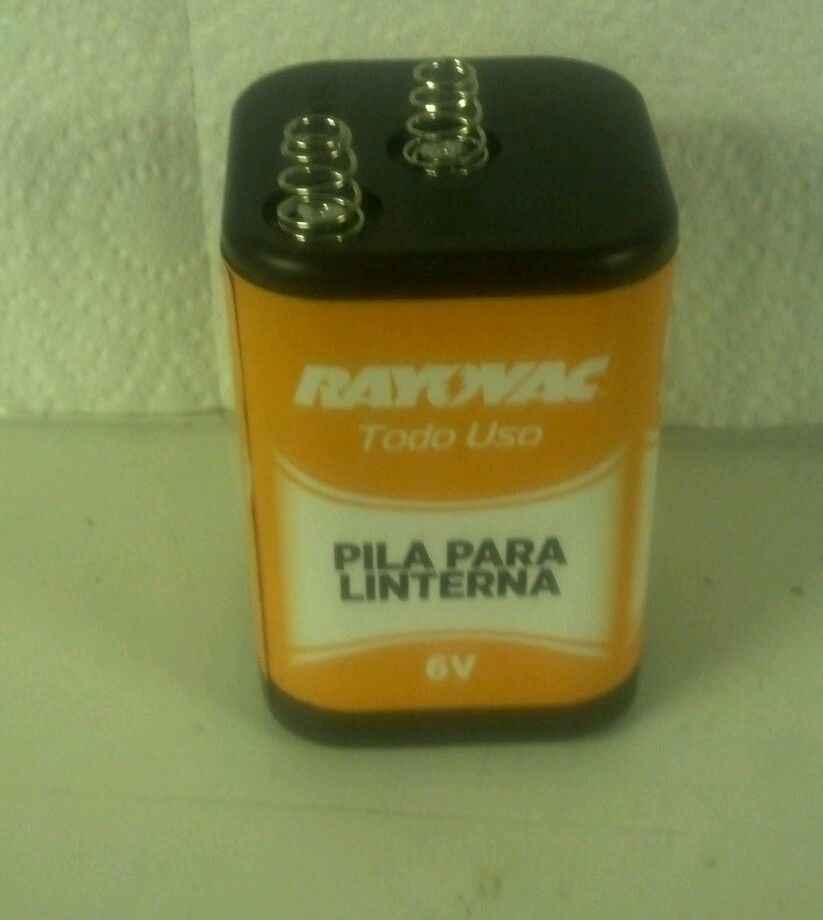 RAYOVAC
Todo Uso
PILA PARA
LINTERNA
6V